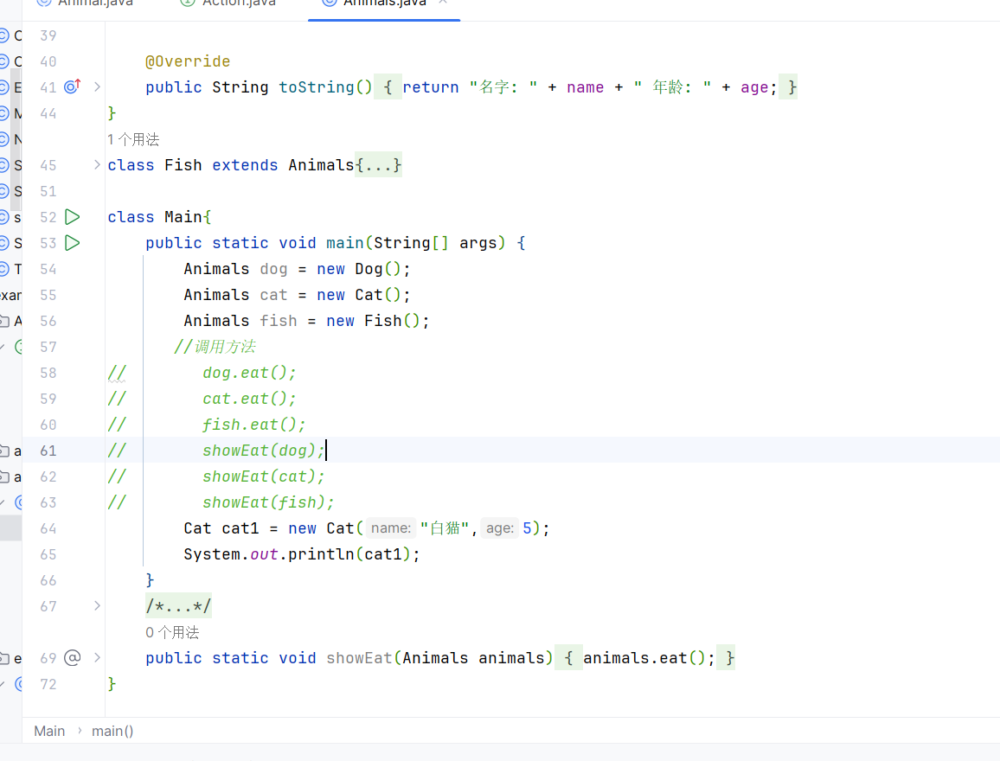 Animal.java Action.java Animals.java
39
40 @Override
41 public String toString() { return "名字: " + name + " 年龄: " + age; }
44 }
1 个用法
45 class Fish extends Animals{...}
51
52 class Main{
53 public static void main(String[] args) {
54 Animals dog = new Dog();
55 Animals cat = new Cat();
56 Animals fish = new Fish();
57 //调用方法
58 // dog.eat();
59 // cat.eat();
60 // fish.eat();
61 // showEat(dog);
62 // showEat(cat);
63 // showEat(fish);
64 Cat cat1 = new Cat( name: "白猫", age: 5);
65 System.out.println(cat1);
66 }
67 /*...*/
0 个用法
69 public static void showEat(Animals animals) { animals.eat(); }
72 }
Main › main()